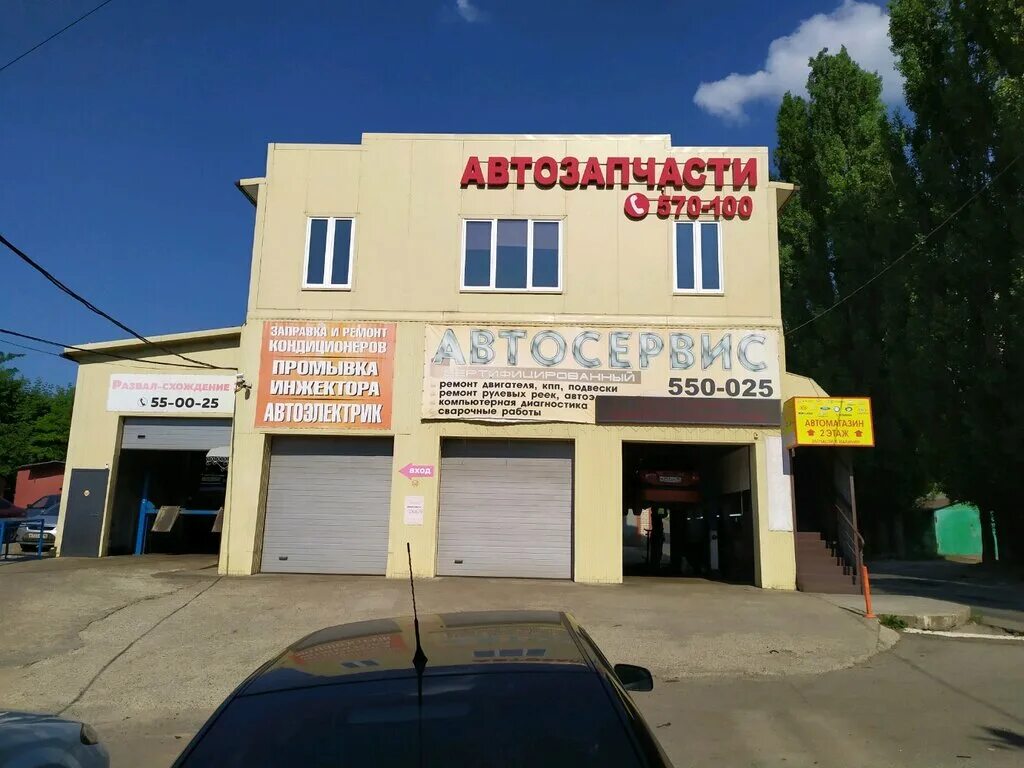 АВТОЗАПЧАСТИ
570-100
ЗАПРАВКА И РЕМОНТ
КОНДИЦИОНЕРОВ
ПРОМЫВКА
ИНЖЕКТОРА
АВТОЭЛЕКТРИК
АВТОСЕРВИС
СЕРТИФИЦИРОВАННЫЙ
550-025
ремонт двигателя, кпп, подвески
ремонт рулевых реек, автоэ
компьютерная диагностика
сварочные работы
РАЗВАЛ-СХОЖДЕНИЕ
55-00-25
ВХОД
АВТОМАГАЗИН
2 ЭТАЖ